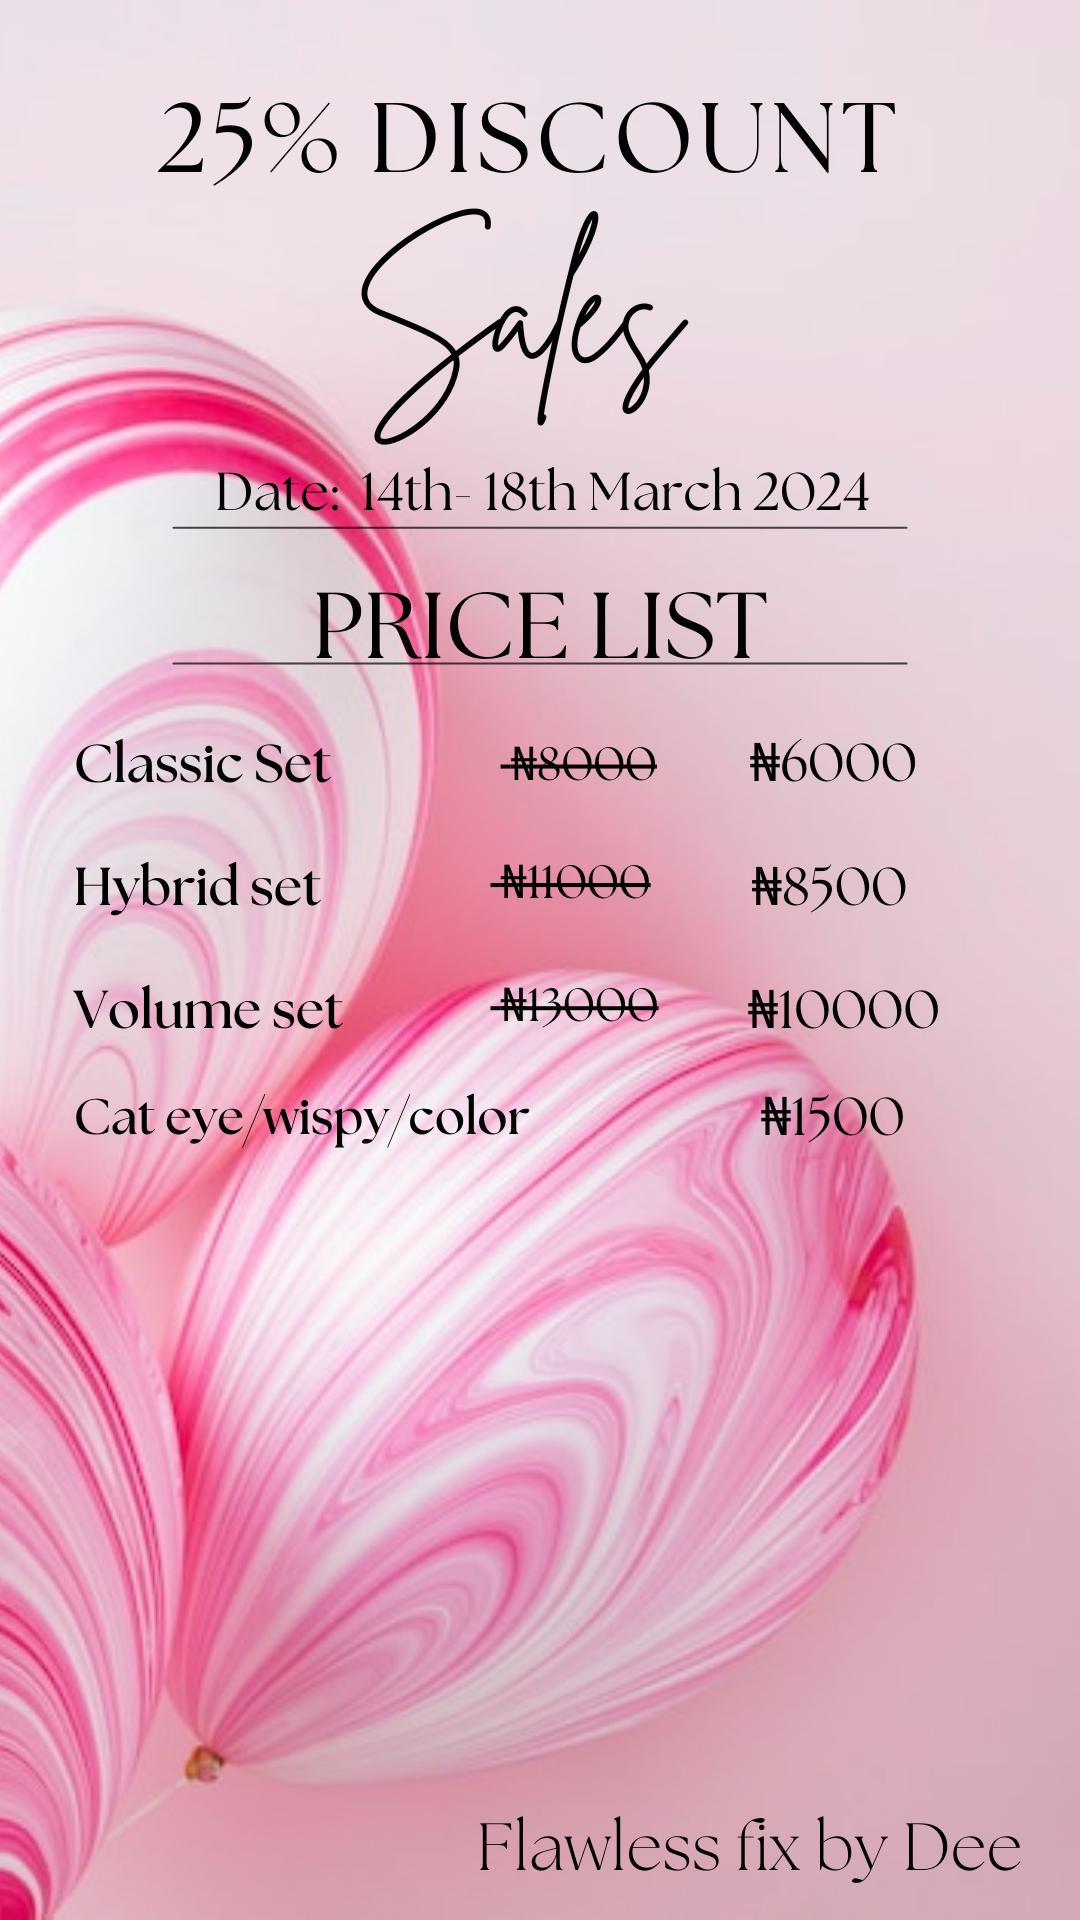 25% DISCOUNT
Sales
Date: 14th- 18th March 2024
PRICE LIST
Classic Set ₦8000 ₦6000
Hybrid set ₦11000 ₦8500
Volume set ₦13000 ₦10000
Cat eye/wispy/color ₦1500
Flawless fix by Dee